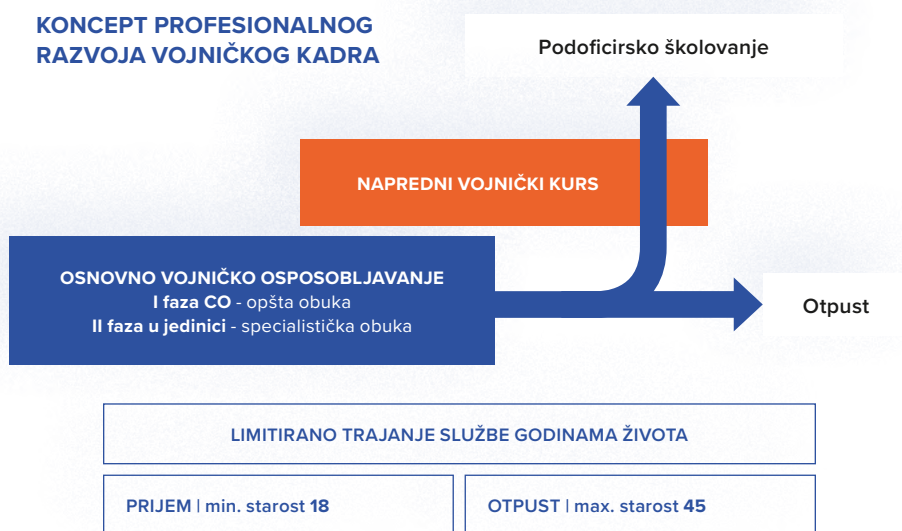 KONCEPT PROFESIONALNOG
RAZVOJA VOJNIČKOG KADRA
Podoficirsko školovanje
NAPREDNI VOJNIČKI KURS
OSNOVNO VOJNIČKO OSPOSOBLJAVANJE
I faza CO - opšta obuka
II faza u jedinici - specialistička obuka
Otpust
LIMITIRANO TRAJANJE SLUŽBE GODINAMA ŽIVOTA
PRIJEM | min. starost 18
OTPUST | max. starost 45